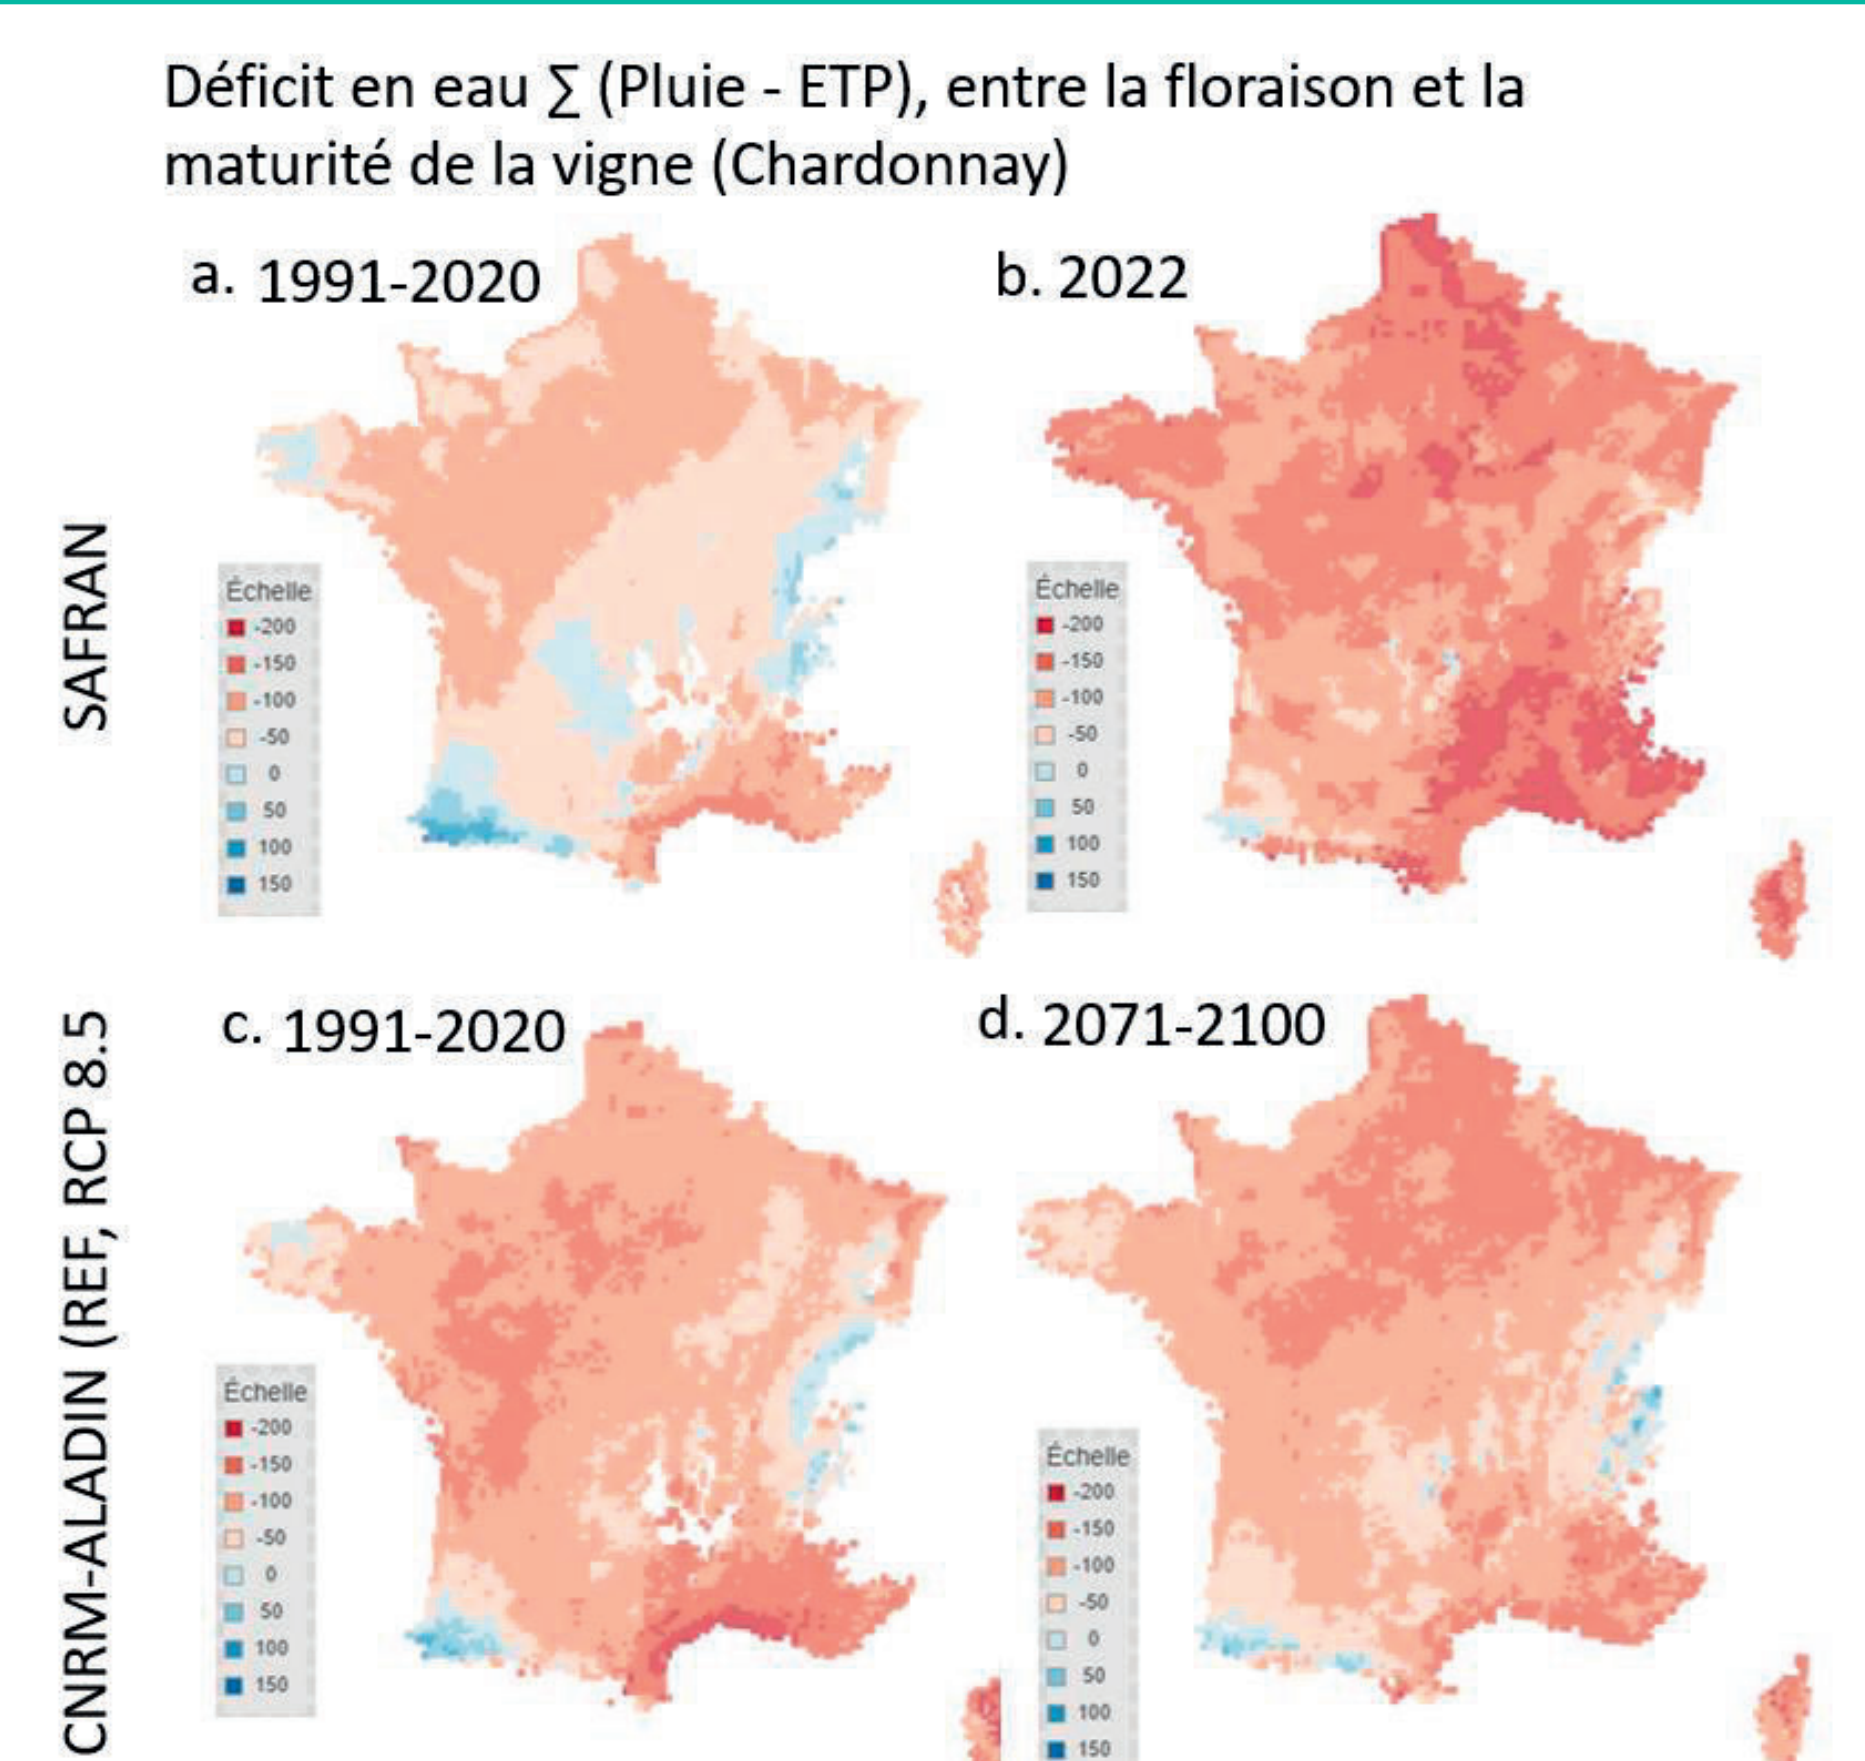 Déficit en eau ∑ (Pluie - ETP), entre la floraison et la
maturité de la vigne (Chardonnay)
a. 1991-2020
b. 2022
SAFRAN
Échelle
-200
-150
-100
-50
0
50
100
150
Échelle
-200
-150
-100
-50
0
50
100
150
c. 1991-2020
d. 2071-2100
CNRM-ALADIN (REF, RCP 8.5
Échelle
-200
-150
-100
-50
0
50
100
150
Échelle
-200
-150
-100
-50
0
50
100
150